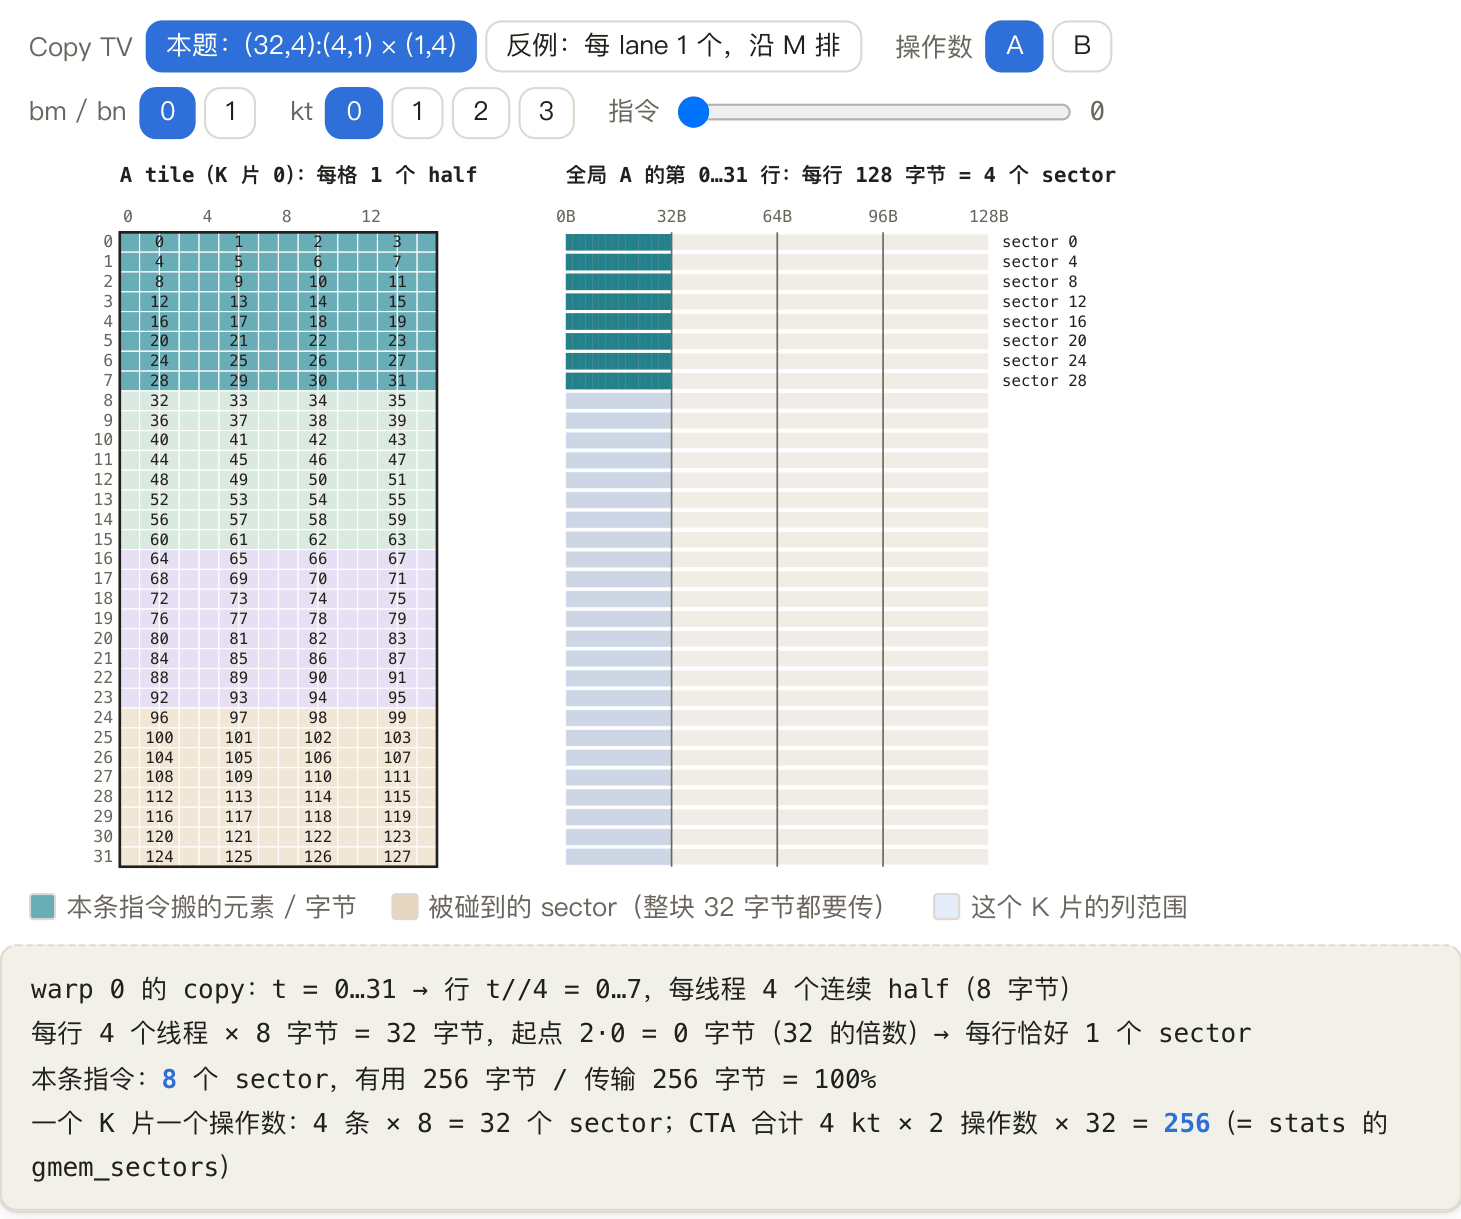 Copy TV 本题：(32,4):(4,1) × (1,4) 反例：每 lane 1 个，沿 M 排 操作数 A B
bm / bn 0 1 kt 0 1 2 3 指令 0
A tile（K 片 0）：每格 1 个 half 全局 A 的第 0…31 行：每行 128 字节 = 4 个 sector
0 4 8 12 0B 32B 64B 96B 128B
0 0 1 2 3 sector 0
1 4 5 6 7 sector 4
2 8 9 10 11 sector 8
3 12 13 14 15 sector 12
4 16 17 18 19 sector 16
5 20 21 22 23 sector 20
6 24 25 26 27 sector 24
7 28 29 30 31 sector 28
8 32 33 34 35
9 36 37 38 39
10 40 41 42 43
11 44 45 46 47
12 48 49 50 51
13 52 53 54 55
14 56 57 58 59
15 60 61 62 63
16 64 65 66 67
17 68 69 70 71
18 72 73 74 75
19 76 77 78 79
20 80 81 82 83
21 84 85 86 87
22 88 89 90 91
23 92 93 94 95
24 96 97 98 99
25 100 101 102 103
26 104 105 106 107
27 108 109 110 111
28 112 113 114 115
29 116 117 118 119
30 120 121 122 123
31 124 125 126 127
本条指令搬的元素 / 字节 被碰到的 sector（整块 32 字节都要传） 这个 K 片的列范围
warp 0 的 copy：t = 0…31 → 行 t//4 = 0…7，每线程 4 个连续 half（8 字节）
每行 4 个线程 × 8 字节 = 32 字节，起点 2·0 = 0 字节（32 的倍数）→ 每行恰好 1 个 sector
本条指令：8 个 sector，有用 256 字节 / 传输 256 字节 = 100%
一个 K 片一个操作数：4 条 × 8 = 32 个 sector；CTA 合计 4 kt × 2 操作数 × 32 = 256（= stats 的
gmem_sectors）